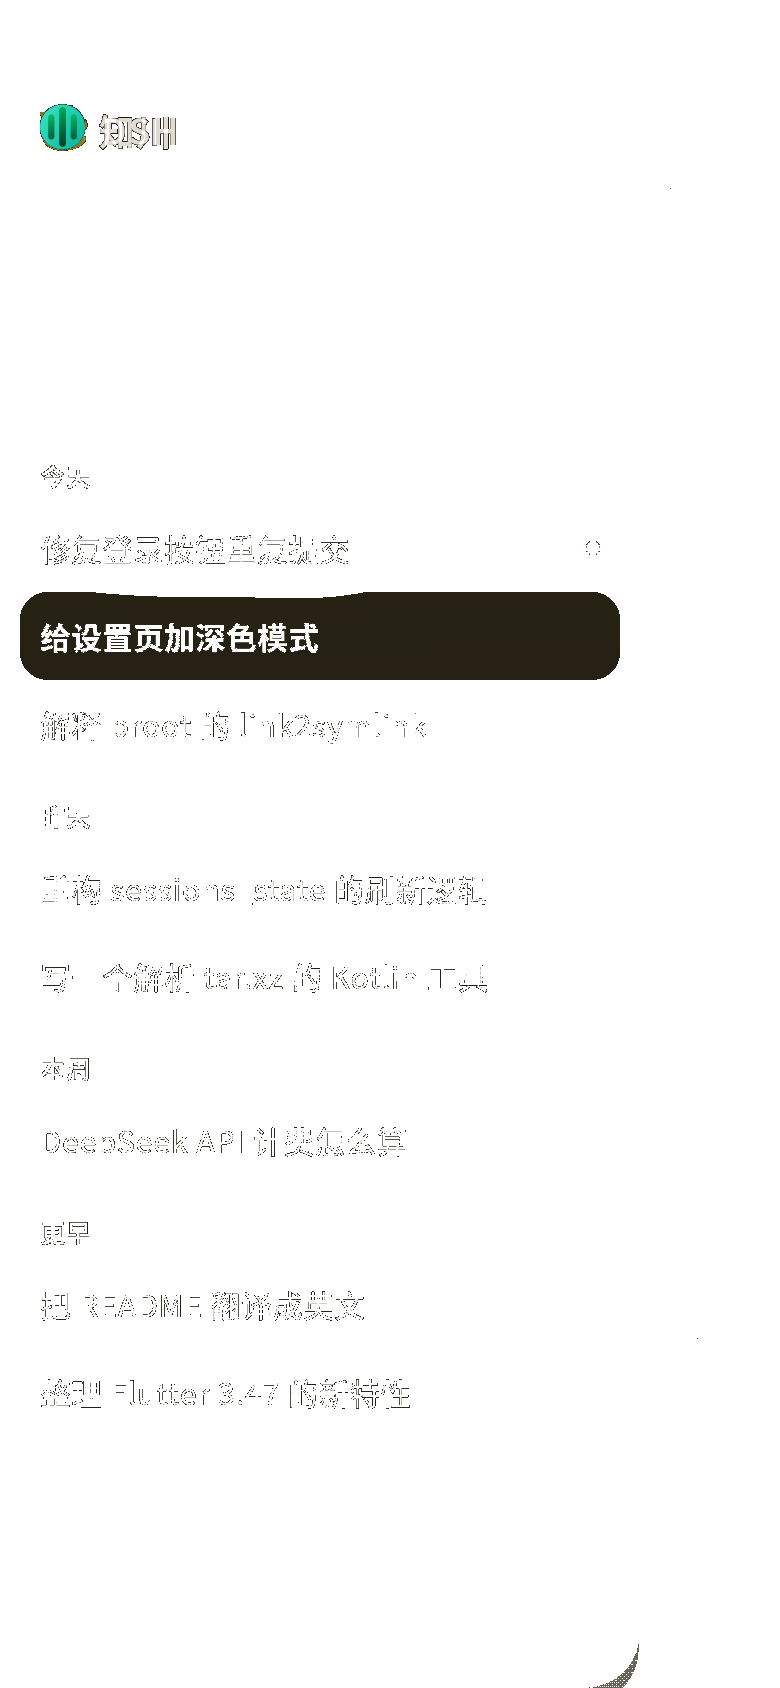 知SH
今天
修复登录按钮重复提交
给设置页加深色模式
解释 proot 的 link2symlink
昨天
重构 sessions_state 的刷新逻辑
写一个解析 tar.xz 的 Kotlin 工具
本周
DeepSeek API 计费怎么算
更早
把 README 翻译成英文
整理 Flutter 3.47 的新特性